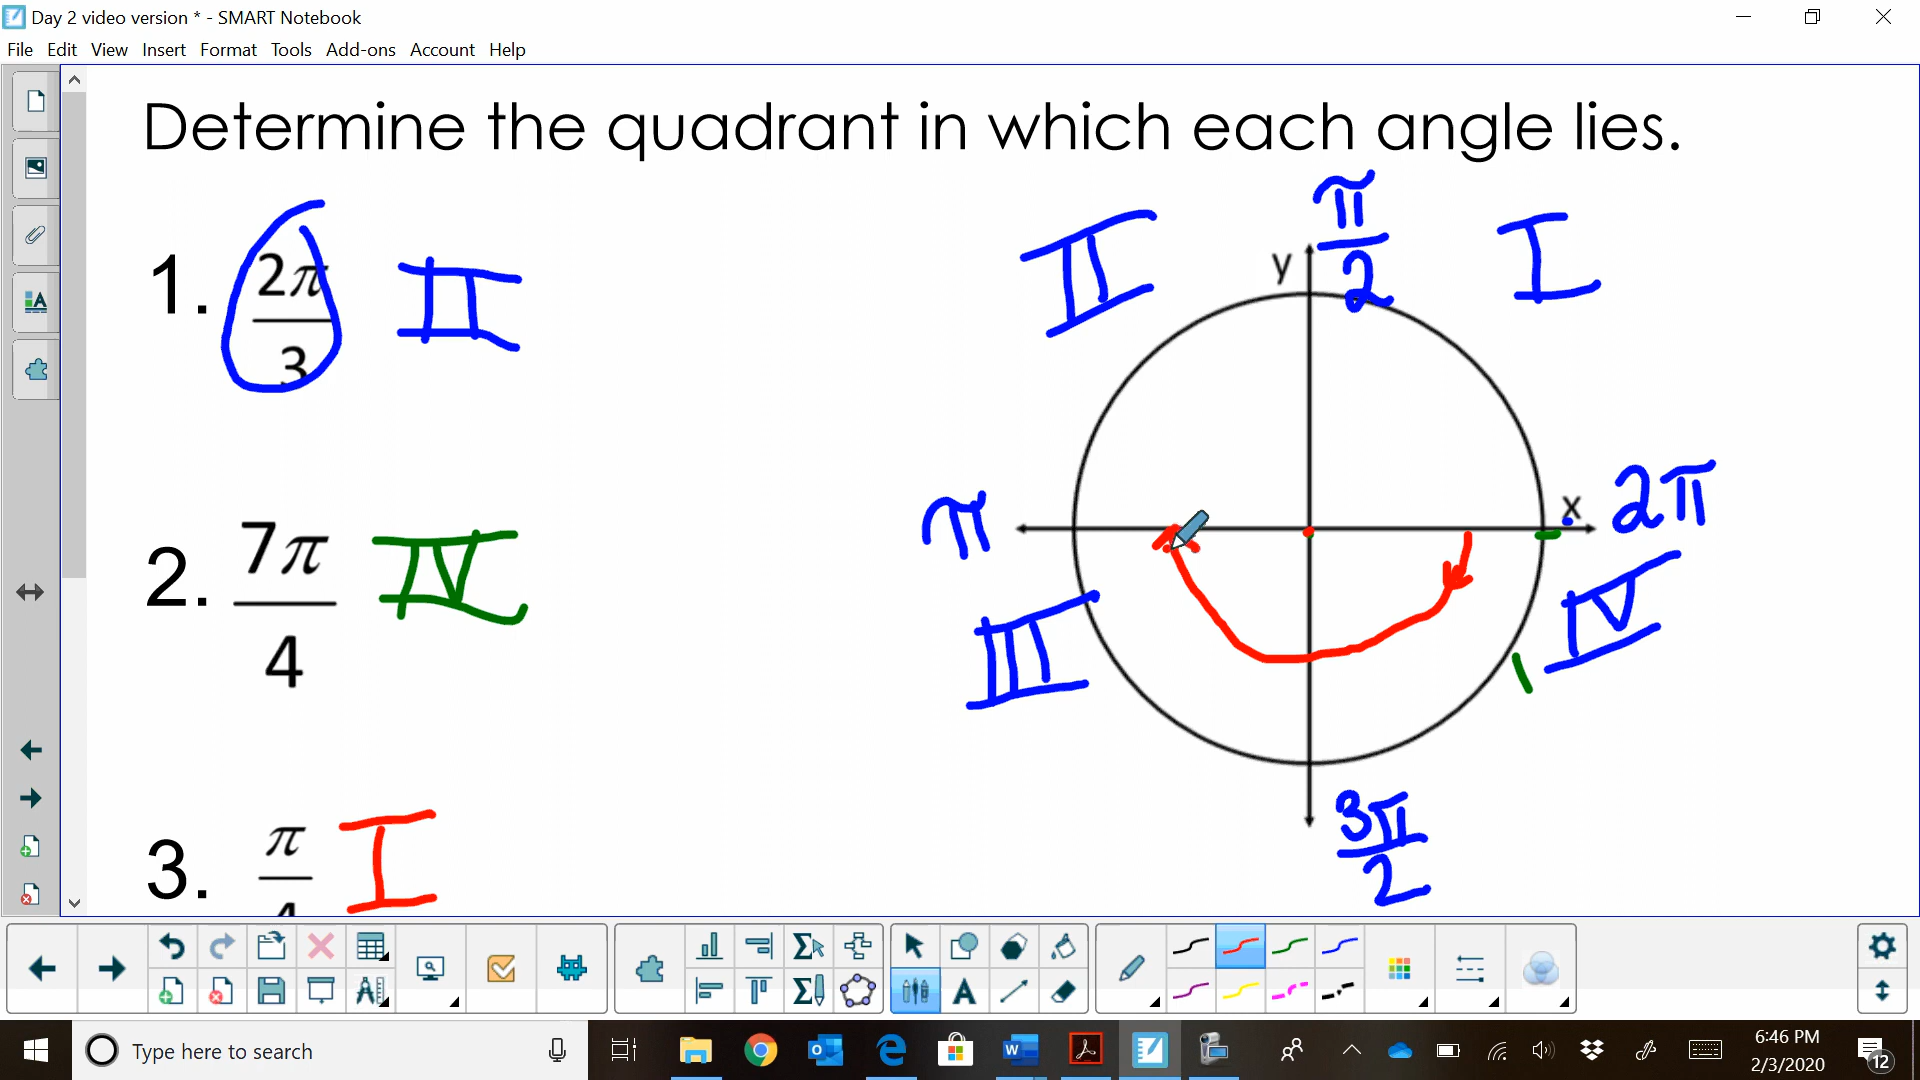 Day 2 video version * - SMART Notebook
File Edit View Insert Format Tools Add-ons Account Help
Determine the quadrant in which each angle lies.
π/2
II
I
y
1. 2π/3 II
π
x
2π
2. 7π/4 IV
III
IV
3π/2
3. π/4 I
Type here to search
6:46 PM
2/3/2020
12